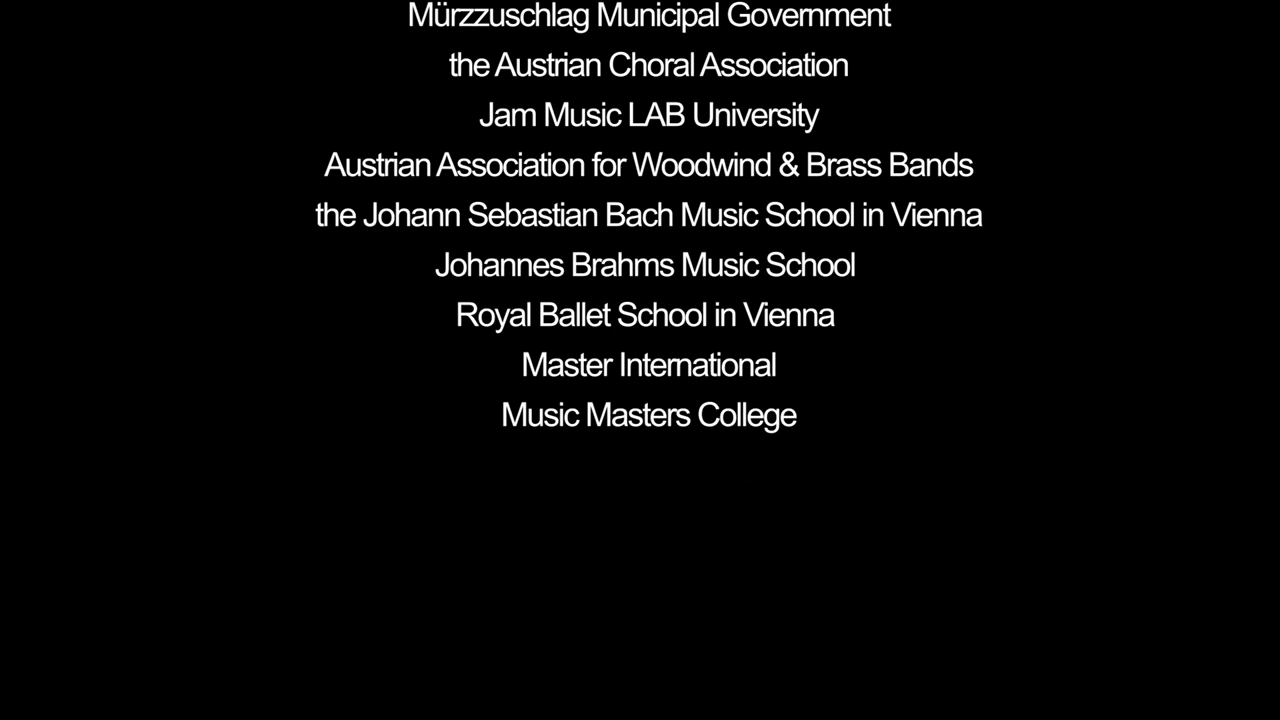 Mürzzuschlag Municipal Government
the Austrian Choral Association
Jam Music LAB University
Austrian Association for Woodwind & Brass Bands
the Johann Sebastian Bach Music School in Vienna
Johannes Brahms Music School
Royal Ballet School in Vienna
Master International
Music Masters College